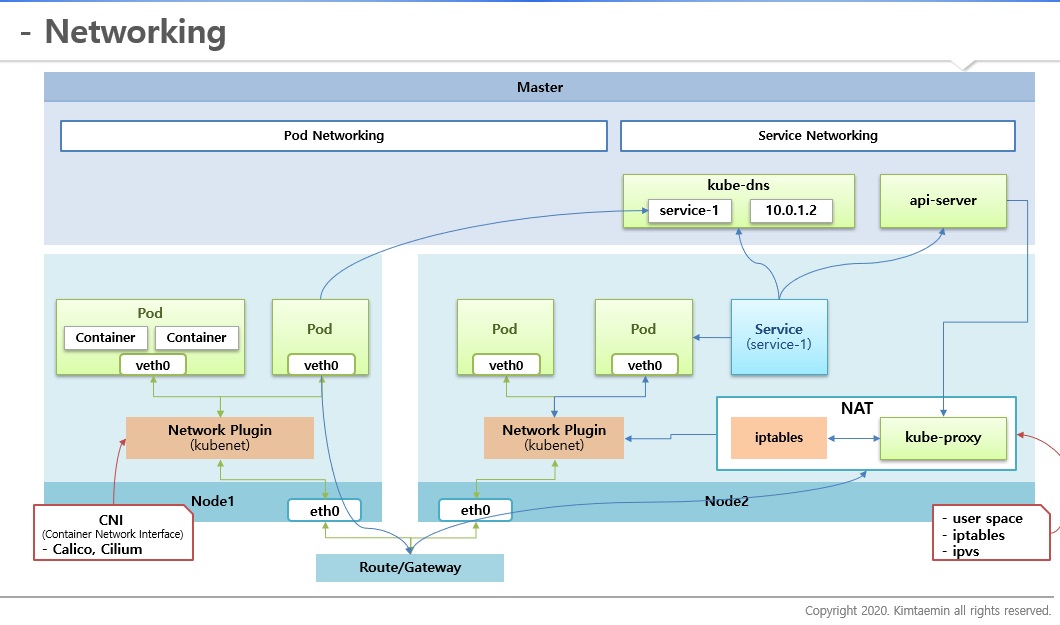 - Networking
Master
Pod Networking
Service Networking
kube-dns
service-1
10.0.1.2
api-server
Pod
Container
Container
veth0
Pod
veth0
Pod
veth0
Pod
veth0
Service
(service-1)
Network Plugin
(kubenet)
Network Plugin
(kubenet)
NAT
iptables
kube-proxy
Node1
eth0
eth0
Node2
CNI
(Container Network Interface)
- Calico, Cilium
- user space
- iptables
- ipvs
Route/Gateway
Copyright 2020. Kimtaemin all rights reserved.